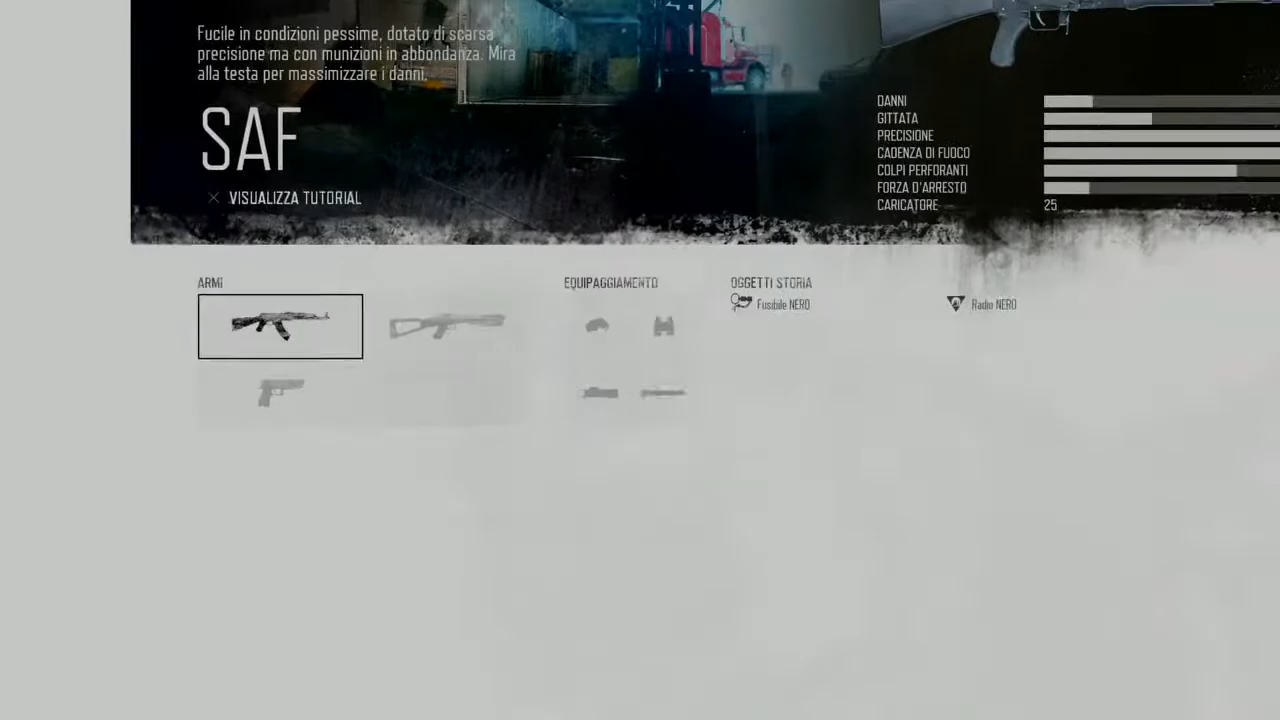 Fucile in condizioni pessime, dotato di scarsa
precisione ma con munizioni in abbondanza. Mira
alla testa per massimizzare i danni.
SAF
VISUALIZZA TUTORIAL
DANNI
GITTATA
PRECISIONE
CADENZA DI FUOCO
COLPI PERFORANTI
FORZA D'ARRESTO
CARICATORE 25
ARMI
EQUIPAGGIAMENTO
OGGETTI STORIA
Fusibile NERO
Radio NERO